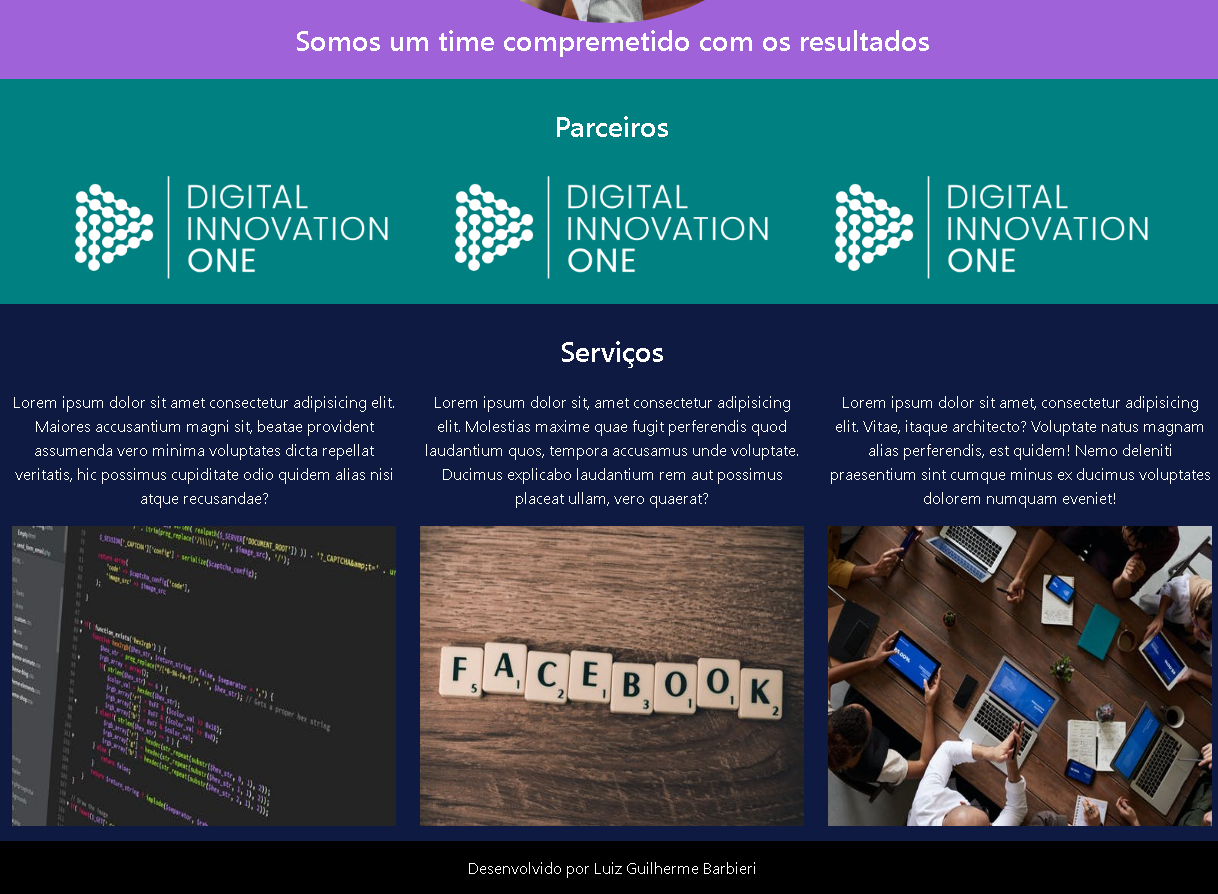 Somos um time compremetido com os resultados
Parceiros
DIGITAL
INNOVATION
ONE
DIGITAL
INNOVATION
ONE
DIGITAL
INNOVATION
ONE
Serviços
Lorem ipsum dolor sit amet consectetur adipisicing elit.
Maiores accusantium magni sit, beatae provident
assumenda vero minima voluptates dicta repellat
veritatis, hic possimus cupiditate odio quidem alias nisi
atque recusandae?
Lorem ipsum dolor sit, amet consectetur adipisicing
elit. Molestias maxime quae fugit perferendis quod
laudantium quos, tempora accusamus unde voluptate.
Ducimus explicabo laudantium rem aut possimus
placeat ullam, vero quaerat?
Lorem ipsum dolor sit amet, consectetur adipisicing
elit. Vitae, itaque architecto? Voluptate natus magnam
alias perferendis, est quidem! Nemo deleniti
praesentium sint cumque minus ex ducimus voluptates
dolorem numquam eveniet!
FACEBOOK
Desenvolvido por Luiz Guilherme Barbieri